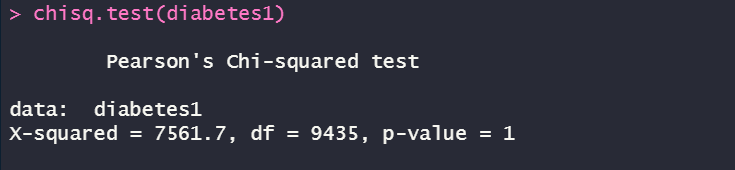 > chisq.test(diabetes1)
Pearson's Chi-squared test
data:  diabetes1
X-squared = 7561.7, df = 9435, p-value = 1